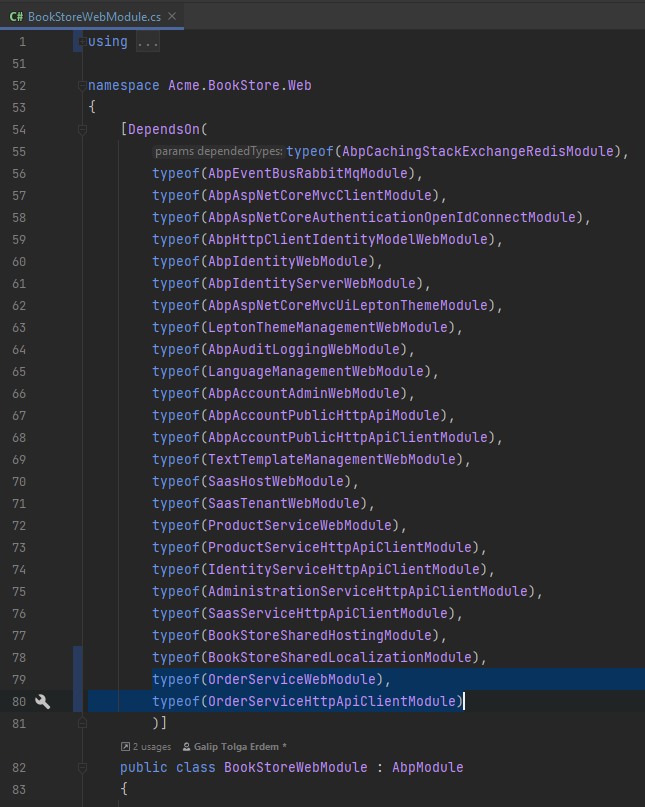 C# BookStoreWebModule.cs ×
1 using ...
51
52 namespace Acme.BookStore.Web
53 {
54 [DependsOn(
55 params dependedTypes: typeof(AbpCachingStackExchangeRedisModule),
56 typeof(AbpEventBusRabbitMqModule),
57 typeof(AbpAspNetCoreMvcClientModule),
58 typeof(AbpAspNetCoreAuthenticationOpenIdConnectModule),
59 typeof(AbpHttpClientIdentityModelWebModule),
60 typeof(AbpIdentityWebModule),
61 typeof(AbpIdentityServerWebModule),
62 typeof(AbpAspNetCoreMvcUiLeptonThemeModule),
63 typeof(LeptonThemeManagementWebModule),
64 typeof(AbpAuditLoggingWebModule),
65 typeof(LanguageManagementWebModule),
66 typeof(AbpAccountAdminWebModule),
67 typeof(AbpAccountPublicHttpApiModule),
68 typeof(AbpAccountPublicHttpApiClientModule),
69 typeof(TextTemplateManagementWebModule),
70 typeof(SaasHostWebModule),
71 typeof(SaasTenantWebModule),
72 typeof(ProductServiceWebModule),
73 typeof(ProductServiceHttpApiClientModule),
74 typeof(IdentityServiceHttpApiClientModule),
75 typeof(AdministrationServiceHttpApiClientModule),
76 typeof(SaasServiceHttpApiClientModule),
77 typeof(BookStoreSharedHostingModule),
78 typeof(BookStoreSharedLocalizationModule),
79 typeof(OrderServiceWebModule),
80 typeof(OrderServiceHttpApiClientModule)
81 )]
2 usages Galip Tolga Erdem *
82 public class BookStoreWebModule : AbpModule
83 {